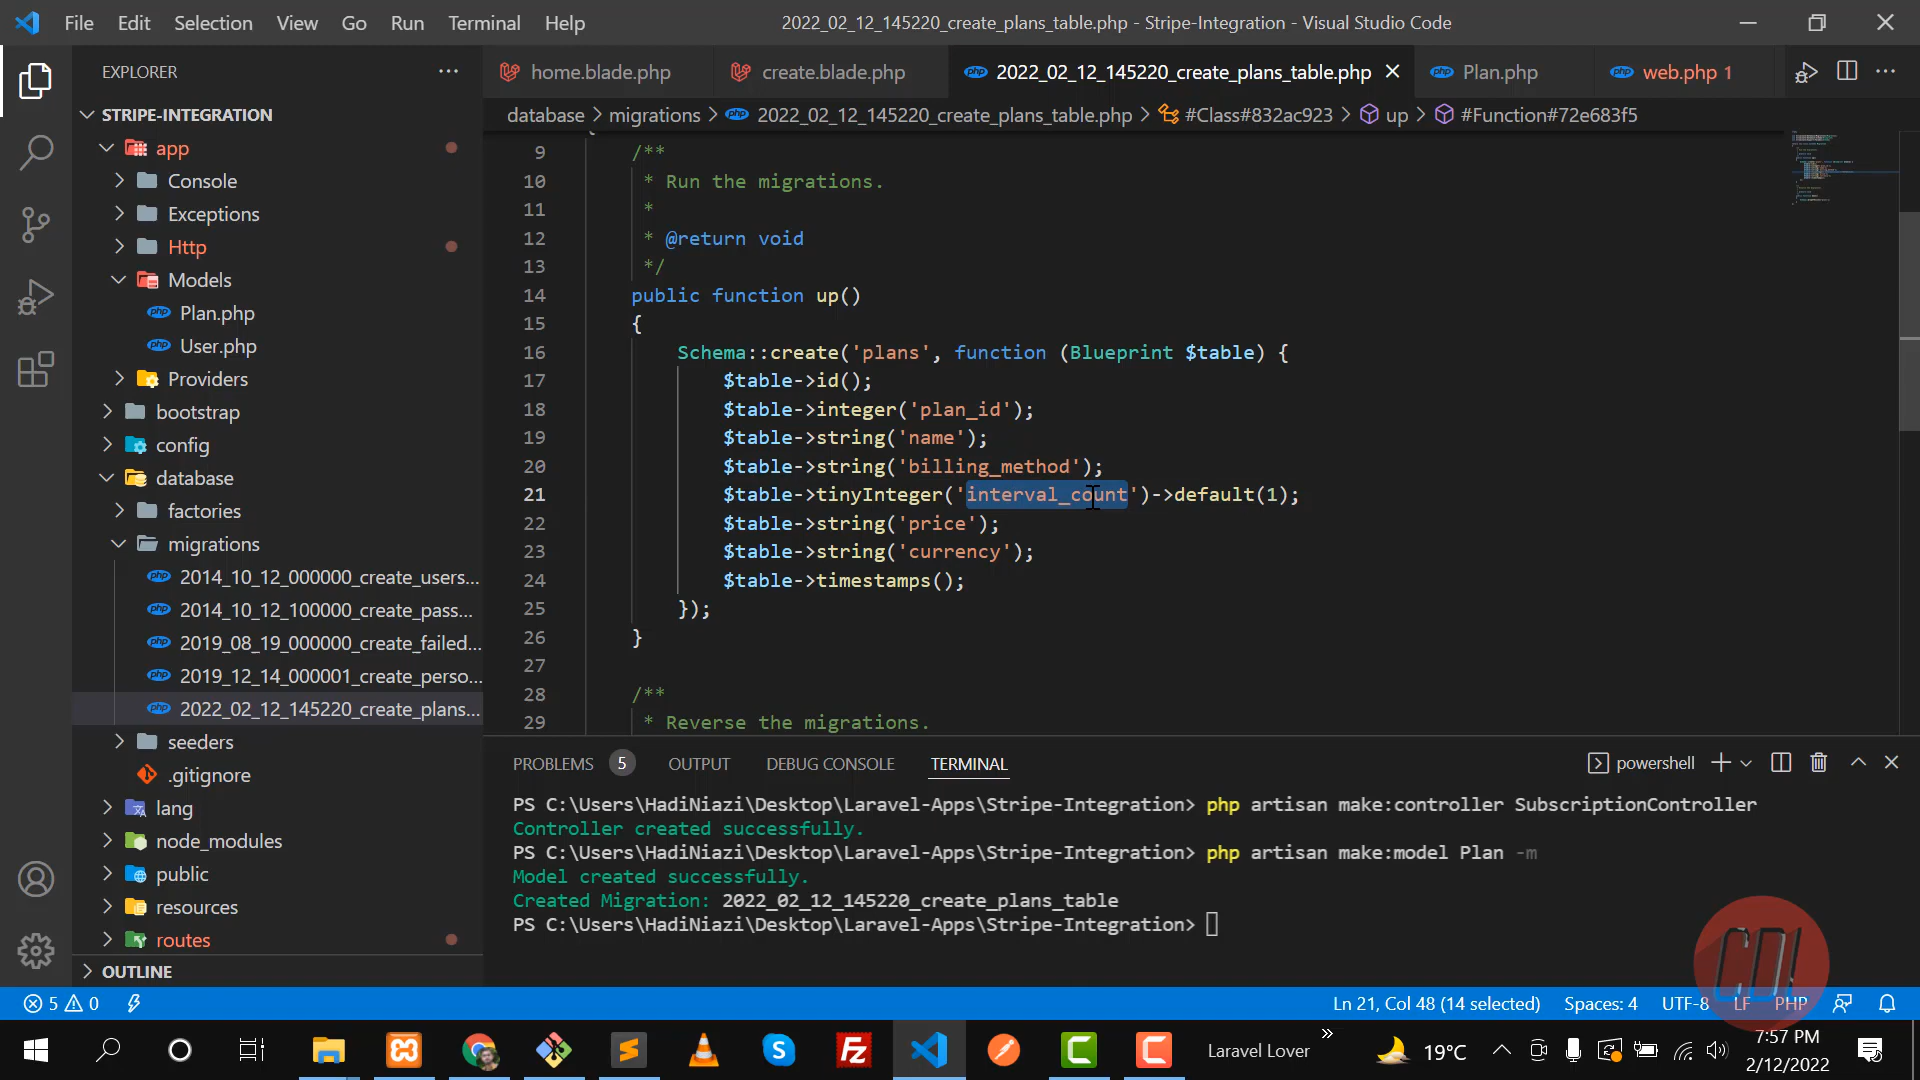 File Edit Selection View Go Run Terminal Help
2022_02_12_145220_create_plans_table.php - Stripe-Integration - Visual Studio Code
EXPLORER
STRIPE-INTEGRATION
app
Console
Exceptions
Http
Models
Plan.php
User.php
Providers
bootstrap
config
database
factories
migrations
2014_10_12_000000_create_users...
2014_10_12_100000_create_pass...
2019_08_19_000000_create_failed...
2019_12_14_000001_create_perso...
2022_02_12_145220_create_plans...
seeders
.gitignore
lang
node_modules
public
resources
routes
OUTLINE
home.blade.php create.blade.php 2022_02_12_145220_create_plans_table.php Plan.php web.php 1
database > migrations > 2022_02_12_145220_create_plans_table.php > #Class#832ac923 > up > #Function#72e683f5
9 /**
10 * Run the migrations.
11 *
12 * @return void
13 */
14 public function up()
15 {
16 Schema::create('plans', function (Blueprint $table) {
17 $table->id();
18 $table->integer('plan_id');
19 $table->string('name');
20 $table->string('billing_method');
21 $table->tinyInteger('interval_count')->default(1);
22 $table->string('price');
23 $table->string('currency');
24 $table->timestamps();
25 });
26 }
27
28 /**
29 * Reverse the migrations.
PROBLEMS 5 OUTPUT DEBUG CONSOLE TERMINAL powershell
PS C:\Users\HadiNiazi\Desktop\Laravel-Apps\Stripe-Integration> php artisan make:controller SubscriptionController
Controller created successfully.
PS C:\Users\HadiNiazi\Desktop\Laravel-Apps\Stripe-Integration> php artisan make:model Plan -m
Model created successfully.
Created Migration: 2022_02_12_145220_create_plans_table
PS C:\Users\HadiNiazi\Desktop\Laravel-Apps\Stripe-Integration>
5 0 Ln 21, Col 48 (14 selected) Spaces: 4 UTF-8 LF PHP
Laravel Lover 19°C 7:57 PM
2/12/2022